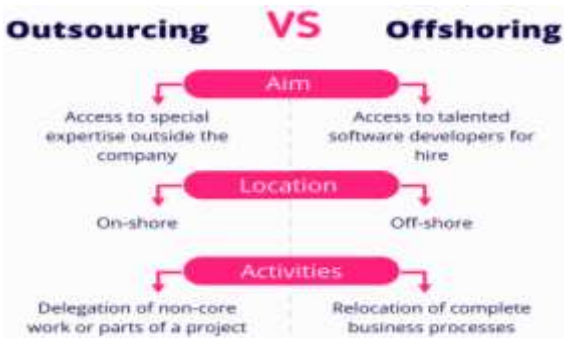 Outsourcing VS Offshoring
Aim
Access to special
expertise outside the
company
Access to talented
software developers for
hire
Location
On-shore
Off-shore
Activities
Delegation of non-core
work or parts of a project
Relocation of complete
business processes